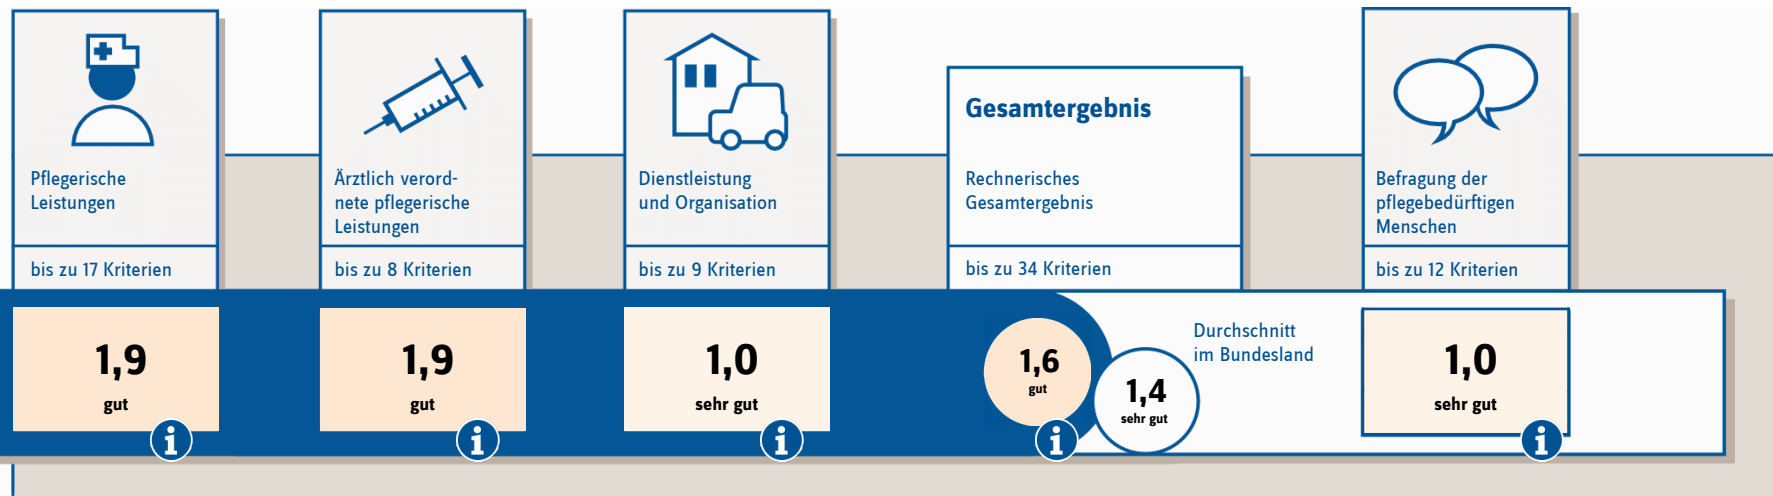 Pflegerische
Leistungen
bis zu 17 Kriterien
1,9
gut
i
Ärztlich verord-
nete pflegerische
Leistungen
bis zu 8 Kriterien
1,9
gut
i
Dienstleistung
und Organisation
bis zu 9 Kriterien
1,0
sehr gut
i
Gesamtergebnis
Rechnerisches
Gesamtergebnis
bis zu 34 Kriterien
1,6
gut
i
1,4
sehr gut
Durchschnitt
im Bundesland
Befragung der
pflegebedürftigen
Menschen
bis zu 12 Kriterien
1,0
sehr gut
i